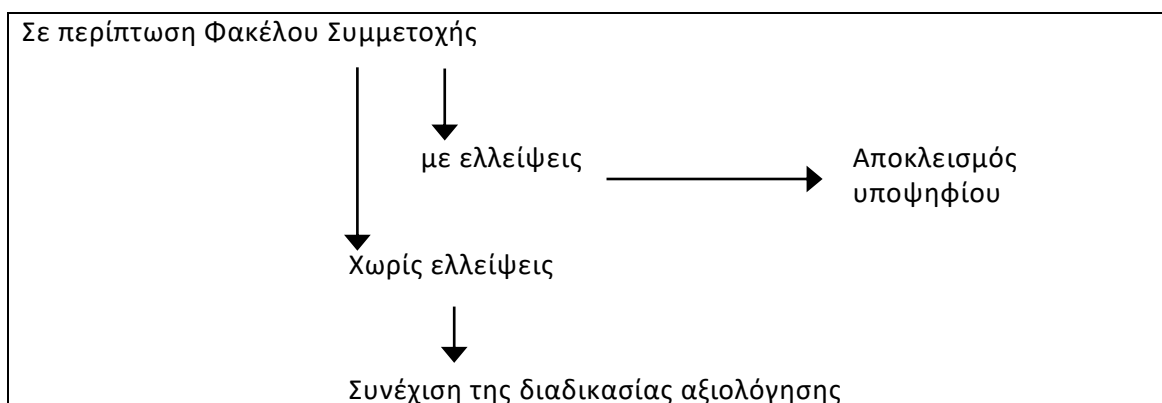 Σε περίπτωση Φακέλου Συμμετοχής
με ελλείψεις
Αποκλεισμός
υποψηφίου
Χωρίς ελλείψεις
Συνέχιση της διαδικασίας αξιολόγησης